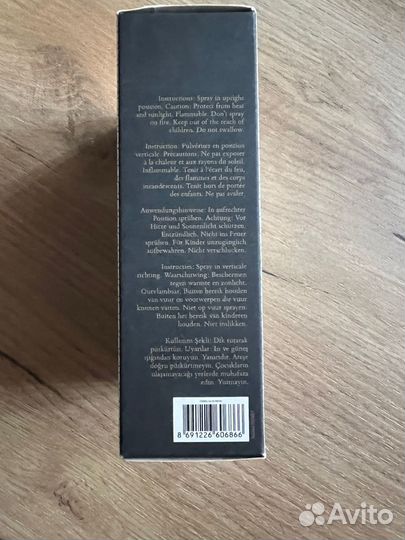 Instructions: Spray in upright
position. Caution: Protect from heat
and sunlight. Flammable. Don't spray
on fire. Keep out of the reach of
children. Do not swallow.
Instruction: Pulvérisez en position
verticale. Précautions: Ne pas exposer
à la chaleur et aux rayons du soleil.
Inflammable. Tenir à l'écart du feu,
des flammes et des corps
incandescents. Tenir hors de portée
des enfants. Ne pas avaler.
Anwendungshinweise: In aufrechter
Position sprühen. Achtung: Vor
Hitze und Sonnenlicht schützen.
Entzündlich. Nicht ins Feuer
sprühen. Für Kinder unzugänglich
aufbewahren. Nicht verschlucken.
Instructies: Spray in verticale
richting. Waarschuwing: Beschermen
tegen warmte en zonlicht.
Ontvlambaar. Buiten bereik houden
van vuur en voorwerpen die vuur
kunnen vatten. Niet op vuur sprayen.
Buiten het bereik van kinderen
houden. Niet inslikken.
Kullanım Şekli: Dik tutarak
püskürtün. Uyarılar: Isı ve güneş
ışığından koruyun. Yanıcıdır. Ateşe
doğru püskürtmeyin. Çocukların
ulaşamayacağı yerlerde muhafaza
edin. Yutmayın.
8 691226 606866
Avito